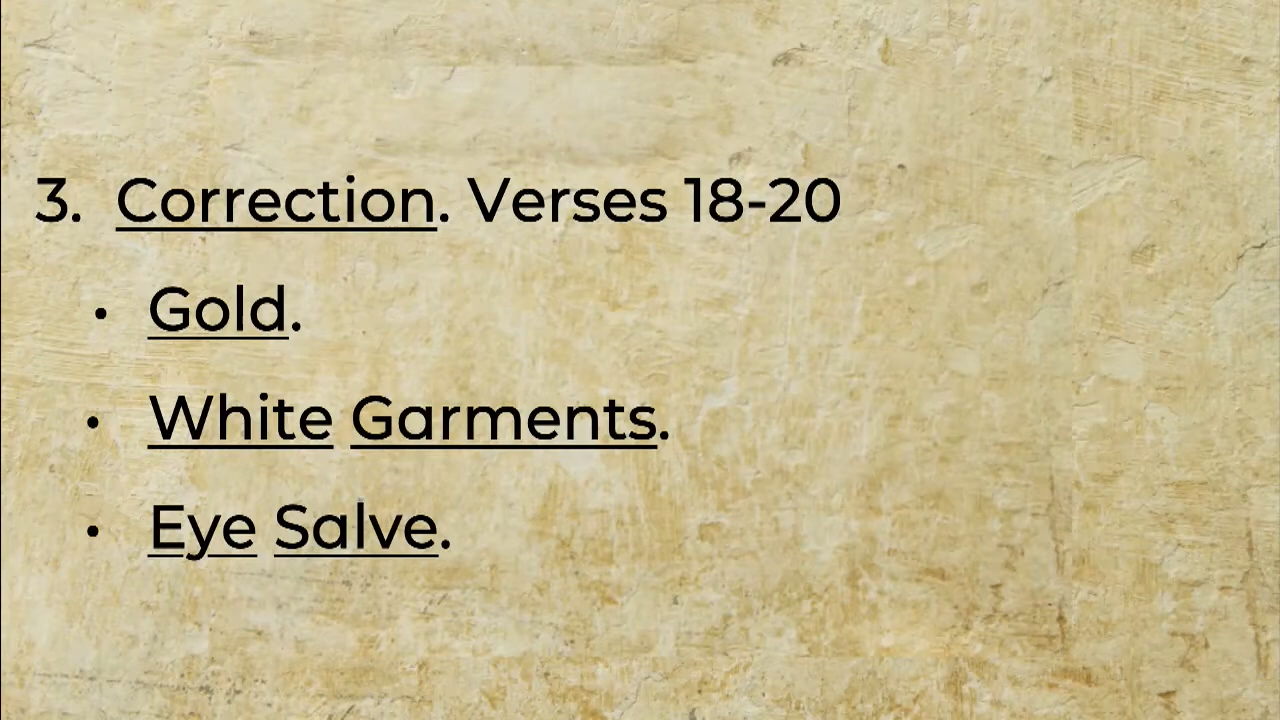 3. Correction. Verses 18-20
• Gold.
• White Garments.
• Eye Salve.